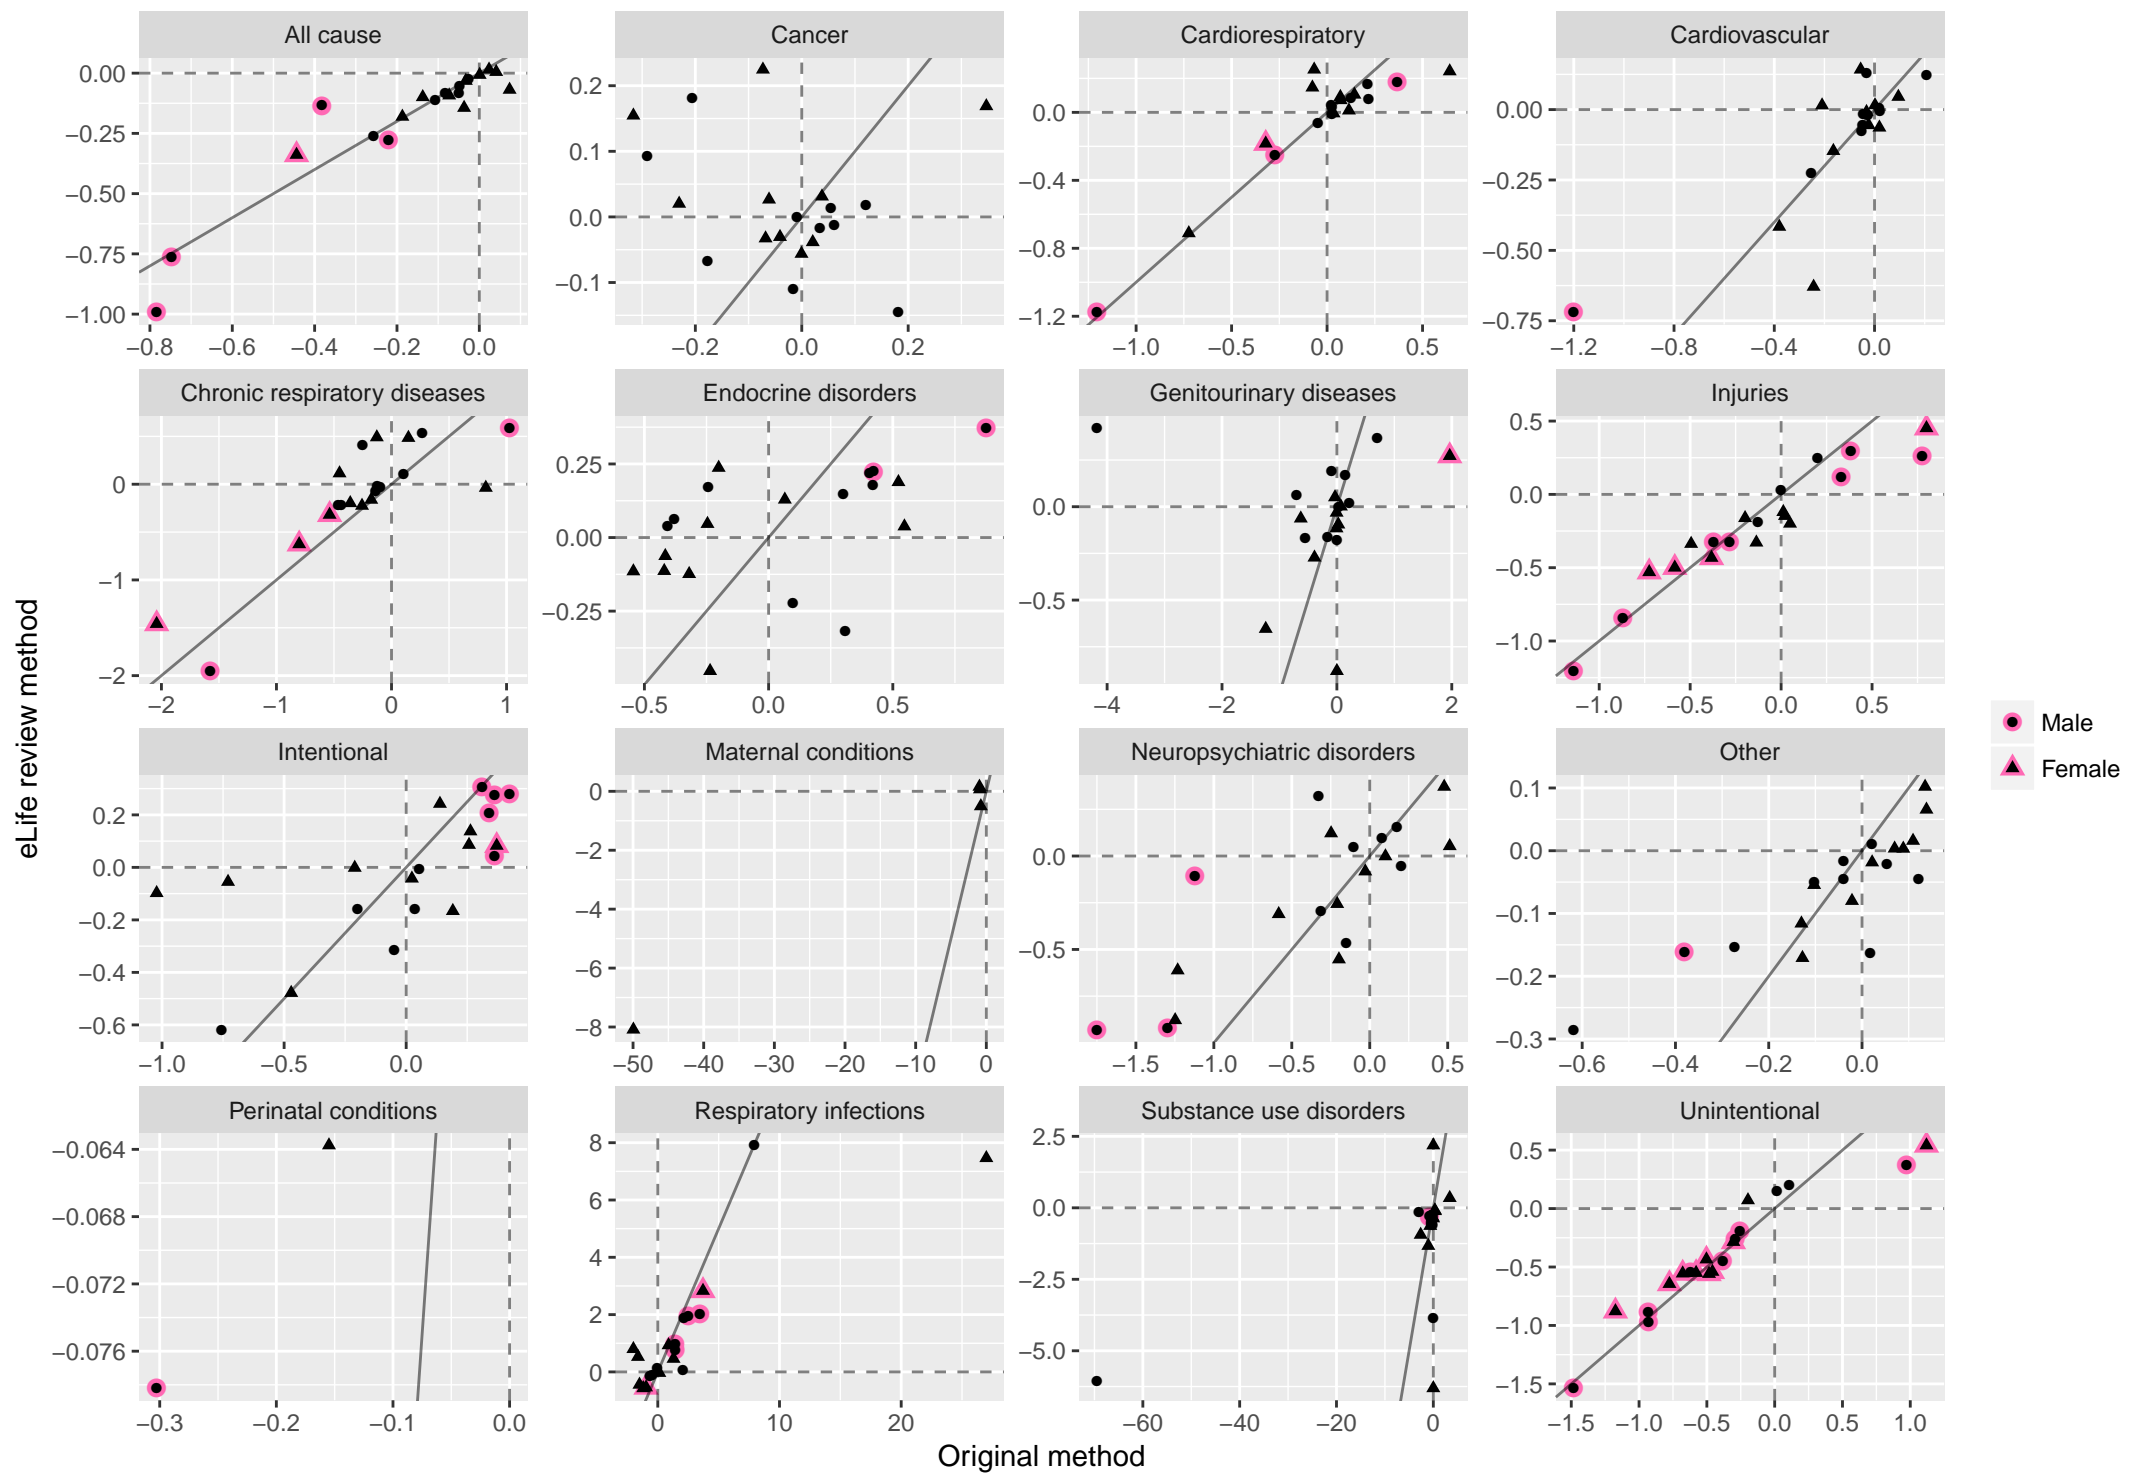 All cause
Cancer
Cardiorespiratory
Cardiovascular
0.00
−0.25
−0.50
−0.75
−1.00
0.2
0.1
0.0
−0.1
0.0
−0.4
−0.8
−1.2
0.00
−0.25
−0.50
−0.75
−0.8 −0.6 −0.4 −0.2 0.0
−0.2 0.0 0.2
−1.0 −0.5 0.0 0.5
−1.2 −0.8 −0.4 0.0
Chronic respiratory diseases
Endocrine disorders
Genitourinary diseases
Injuries
0
−1
−2
0.25
0.00
−0.25
0.0
−0.5
0.5
0.0
−0.5
−1.0
−2 −1 0 1
−0.5 0.0 0.5
−4 −2 0 2
−1.0 −0.5 0.0 0.5
Intentional
Maternal conditions
Neuropsychiatric disorders
Other
0.2
0.0
−0.2
−0.4
−0.6
0
−2
−4
−6
−8
0.0
−0.5
0.1
0.0
−0.1
−0.2
−0.3
−1.0 −0.5 0.0
−50 −40 −30 −20 −10 0
−1.5 −1.0 −0.5 0.0 0.5
−0.6 −0.4 −0.2 0.0
Perinatal conditions
Respiratory infections
Substance use disorders
Unintentional
−0.064
−0.068
−0.072
−0.076
8
6
4
2
0
2.5
0.0
−2.5
−5.0
0.5
0.0
−0.5
−1.0
−1.5
−0.3 −0.2 −0.1 0.0
0 10 20
−60 −40 −20 0
−1.5 −1.0 −0.5 0.0 0.5 1.0
Original method
eLife review method
Male
Female